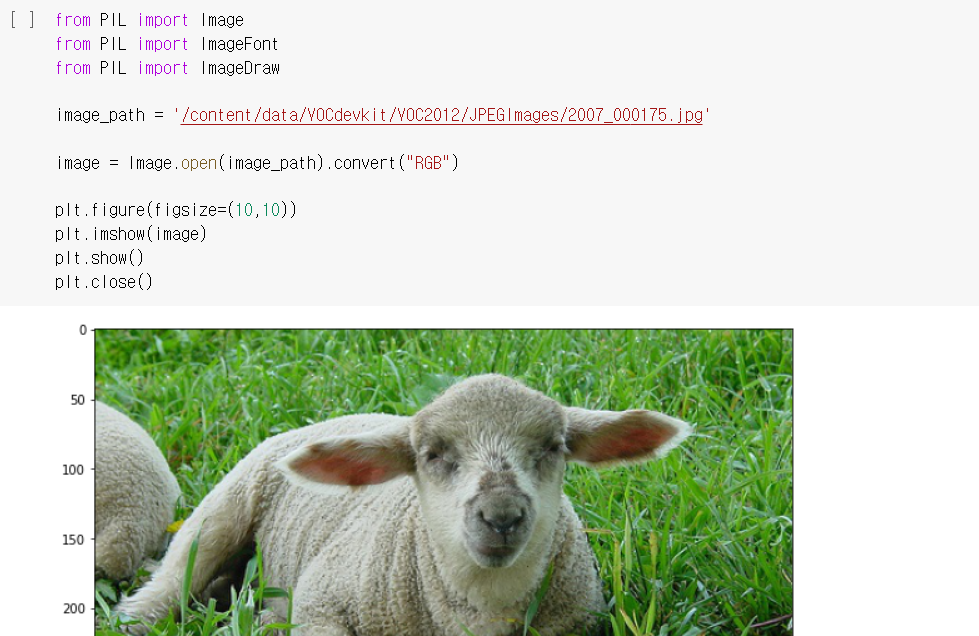 [ ] from PIL import Image
from PIL import ImageFont
from PIL import ImageDraw
image_path = '/content/data/VOCdevkit/VOC2012/JPEGImages/2007_000175.jpg'
image = Image.open(image_path).convert("RGB")
plt.figure(figsize=(10,10))
plt.imshow(image)
plt.show()
plt.close()
0
50
100
150
200